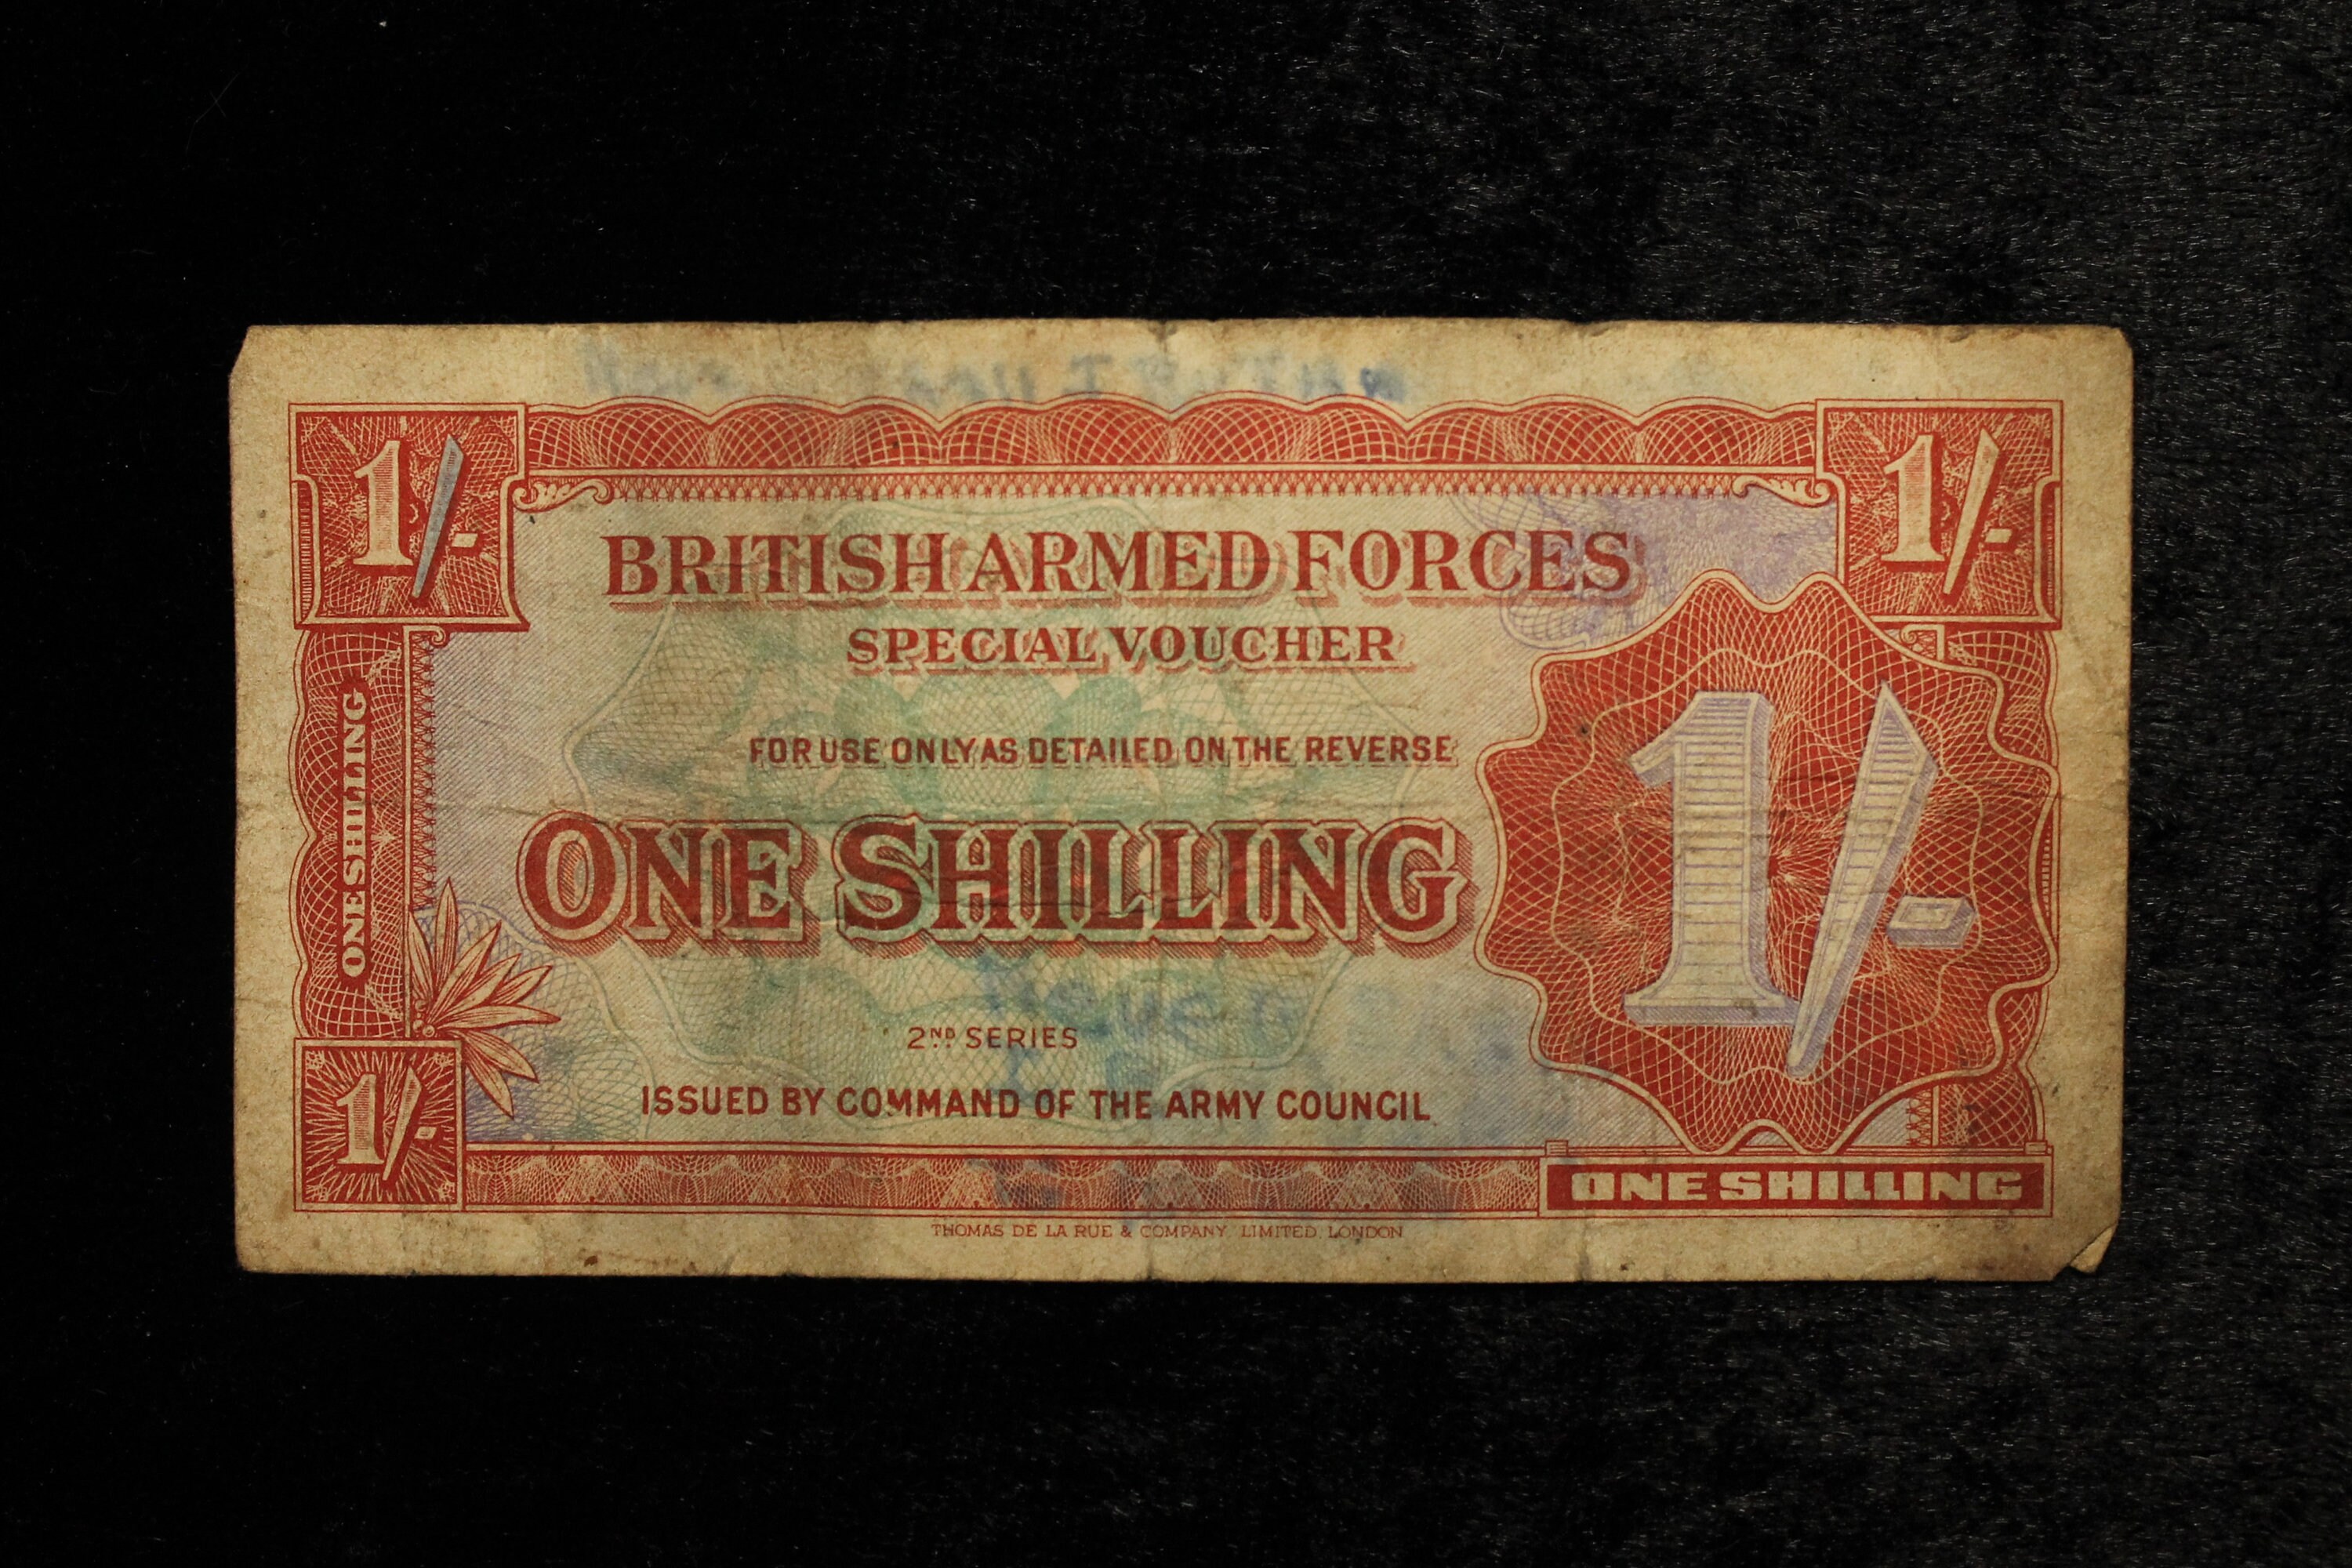 1/- 1/-
BRITISH ARMED FORCES
SPECIAL VOUCHER
FOR USE ONLY AS DETAILED ON THE REVERSE
ONE SHILLING
ONE SHILLING
1/-
2ND SERIES
ISSUED BY COMMAND OF THE ARMY COUNCIL
1/-
ONE SHILLING
THOMAS DE LA RUE & COMPANY, LIMITED, LONDON